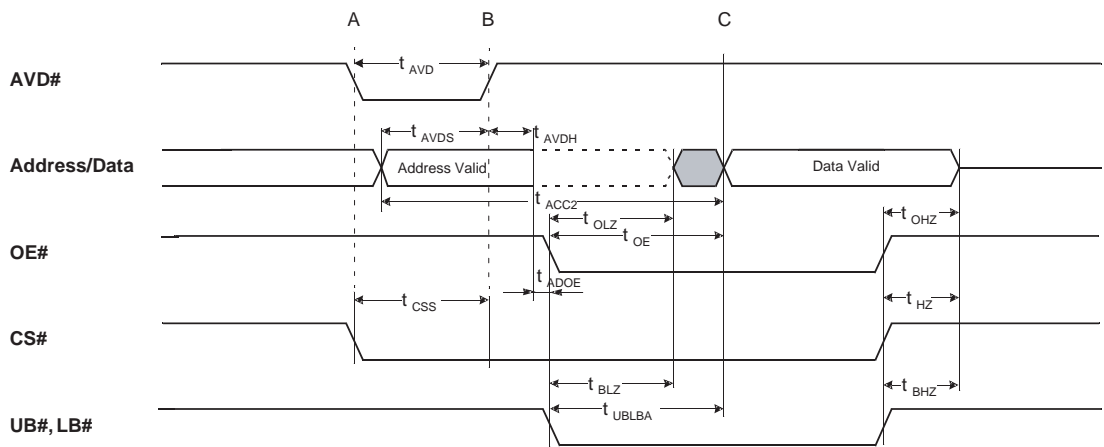 A B C
t AVD
AVD#
t AVDS t AVDH
Address/Data Address Valid Data Valid
t ACC2
t OLZ t OHZ
t OE
OE#
t ADOE
t CSS t HZ
CS#
t BLZ t BHZ
t UBLBA
UB#, LB#